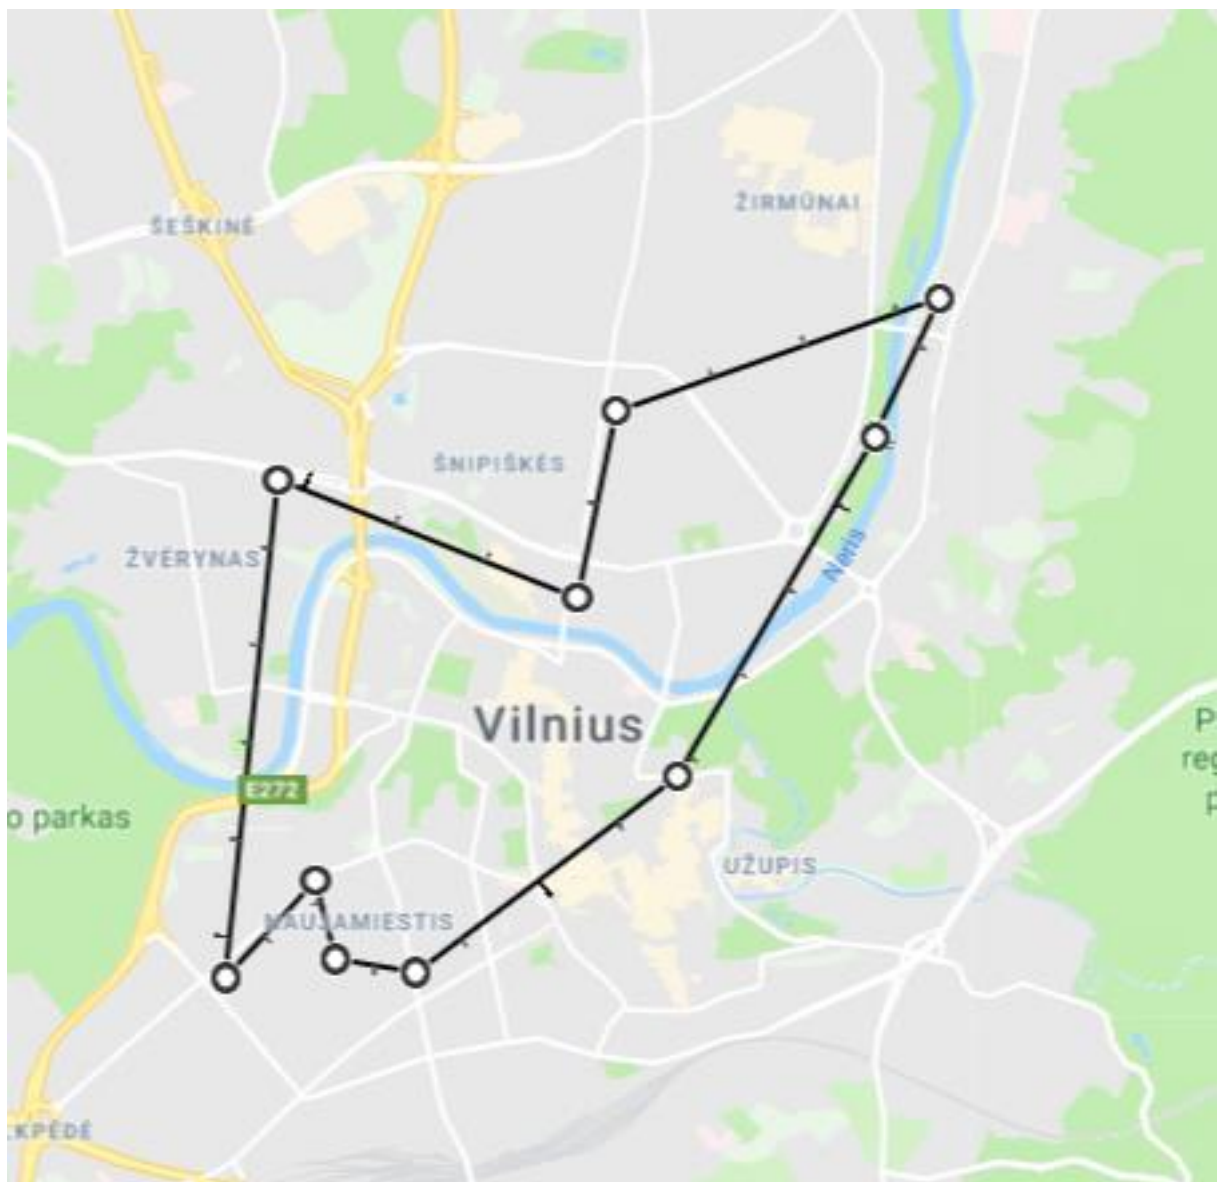 ŽIRMŪNAI
ŠEŠKINĖ
ŠNIPIŠKĖS
ŽVĖRYNAS
Neris
Vilnius
P
reg
p
E272
o parkas
UŽUPIS
NAUJAMIESTIS
LKPĖDĖ